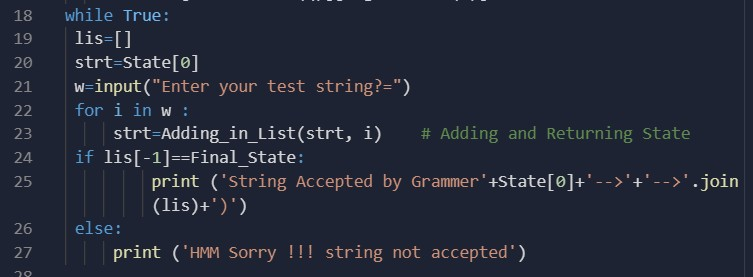 18 while True:
19 lis=[]
20 strt=State[0]
21 w=input("Enter your test string?=")
22 for i in w :
23 strt=Adding_in_List(strt, i) # Adding and Returning State
24 if lis[-1]==Final_State:
25 print ('String Accepted by Grammer'+State[0]+'-->'+'-->'.join
(lis)+')')
26 else:
27 print ('HMM Sorry !!! string not accepted')
28